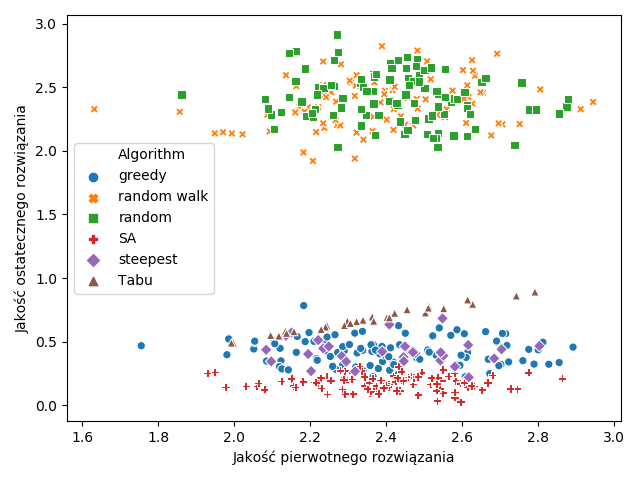 3.0
2.5
2.0
1.5
1.0
0.5
0.0
Jakość ostatecznego rozwiązania
Algorithm
greedy
random walk
random
SA
steepest
Tabu
1.6 1.8 2.0 2.2 2.4 2.6 2.8 3.0
Jakość pierwotnego rozwiązania